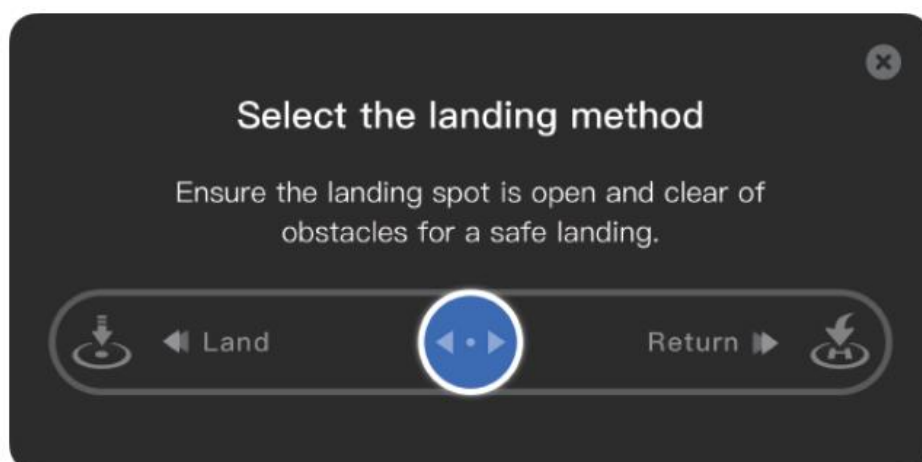 Select the landing method
Ensure the landing spot is open and clear of
obstacles for a safe landing.
Land
Return